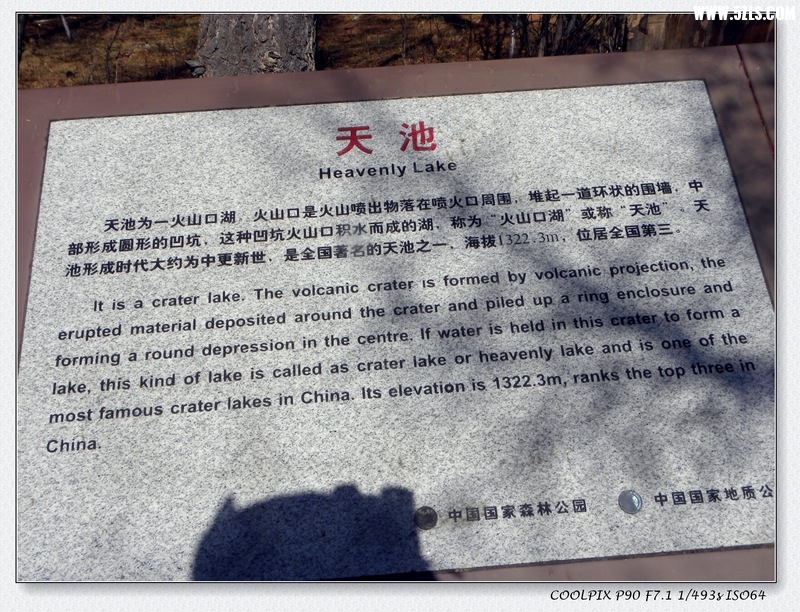 WWW.5ILS.COM
天池
Heavenly Lake
天池为一火山口湖。火山口是火山喷出物落在喷火口周围，堆起一道环状的围墙，中
部形成圆形的凹坑，这种凹坑火山口积水而成的湖，称为“火山口湖”或称“天池”。天
池形成时代大约为中更新世，是全国著名的天池之一，海拔1322.3m，位居全国第三。
It is a crater lake. The volcanic crater is formed by volcanic projection, the
erupted material deposited around the crater and piled up a ring enclosure and
forming a round depression in the centre. If water is held in this crater to form a
lake, this kind of lake is called as crater lake or heavenly lake and is one of the
most famous crater lakes in China. Its elevation is 1322.3m, ranks the top three in
China.
中国国家森林公园 中国国家地质公
COOLPIX P90 F7.1 1/493s ISO64